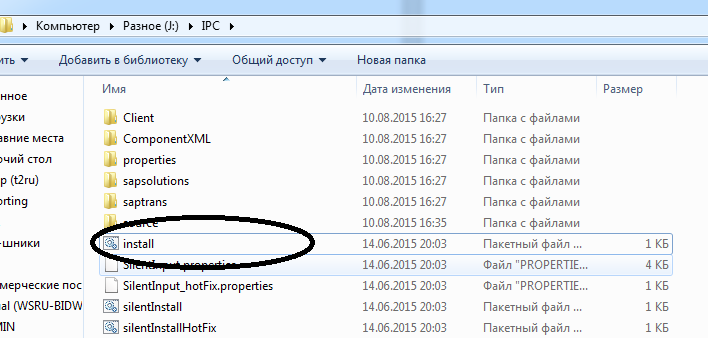 Компьютер ▸ Разное (J:) ▸ IPC ▸
ить ▾ Добавить в библиотеку ▾ Общий доступ ▾ Новая папка
Имя Дата изменения Тип Размер
нное
Client 10.08.2015 16:27 Папка с файлами
узки ComponentXML 10.08.2015 16:27 Папка с файлами
авние места properties 10.08.2015 16:27 Папка с файлами
очий стол sapsolutions 10.08.2015 16:27 Папка с файлами
p (t2ru) saptrans 10.08.2015 16:27 Папка с файлами
orting source 10.08.2015 16:35 Папка с файлами
-шники install 14.06.2015 20:03 Пакетный файл ... 1 КБ
SilentInput.properties 14.06.2015 20:03 Файл "PROPERTIE... 4 КБ
SilentInput_hotFix.properties 14.06.2015 20:03 Файл "PROPERTIE... 1 КБ
мерческие пост
ual (WSRU-BIDW silentInstall 14.06.2015 20:03 Пакетный файл ... 1 КБ
MIN silentInstallHotFix 14.06.2015 20:03 Пакетный файл ... 1 КБ